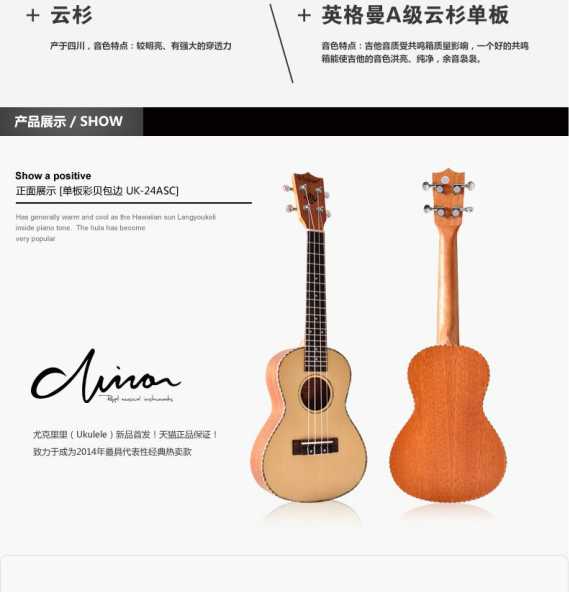 + 云杉
产于四川，音色特点：较明亮、有强大的穿透力
+ 英格曼A级云杉单板
音色特点：吉他音质受共鸣箱质量影响，一个好的共鸣
箱能使吉他的音色洪亮、纯净，余音袅袅。
产品展示 / SHOW
Show a positive
正面展示 [单板彩贝包边 UK-24ASC]
Has generally warm and cool as the Hawaiian sun Langyoukeli
inside piano tone. The hula has become
very popular
尤克里里（Ukulele）新品首发！天猫正品保证！
致力于成为2014年最具代表性经典热卖款